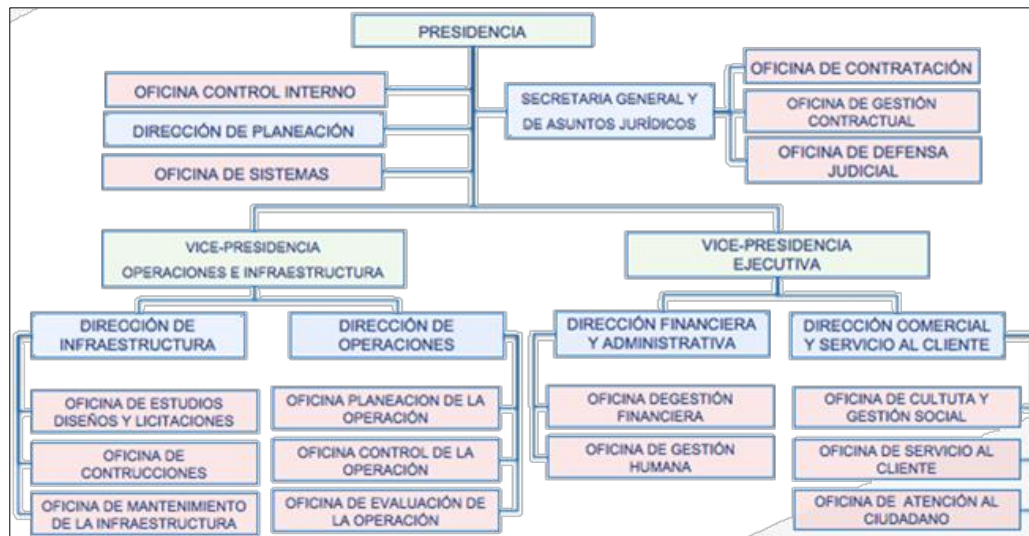 PRESIDENCIA
OFICINA CONTROL INTERNO
DIRECCIÓN DE PLANEACIÓN
OFICINA DE SISTEMAS
SECRETARIA GENERAL Y
DE ASUNTOS JURÍDICOS
OFICINA DE CONTRATACIÓN
OFICINA DE GESTIÓN
CONTRACTUAL
OFICINA DE DEFENSA
JUDICIAL
VICE-PRESIDENCIA
OPERACIONES E INFRAESTRUCTURA
VICE-PRESIDENCIA
EJECUTIVA
DIRECCIÓN DE
INFRAESTRUCTURA
DIRECCIÓN DE
OPERACIONES
DIRECCIÓN FINANCIERA
Y ADMINISTRATIVA
DIRECCIÓN COMERCIAL
Y SERVICIO AL CLIENTE
OFICINA DE ESTUDIOS
DISEÑOS Y LICITACIONES
OFICINA DE
CONTRUCCIONES
OFICINA DE MANTENIMIENTO
DE LA INFRAESTRUCTURA
OFICINA PLANEACION DE LA
OPERACIÓN
OFICINA CONTROL DE LA
OPERACIÓN
OFICINA DE EVALUACIÓN DE
LA OPERACIÓN
OFICINA DEGESTIÓN
FINANCIERA
OFICINA DE GESTIÓN
HUMANA
OFICINA DE CULTUTA Y
GESTIÓN SOCIAL
OFICINA DE SERVICIO AL
CLIENTE
OFICINA DE ATENCIÓN AL
CIUDADANO